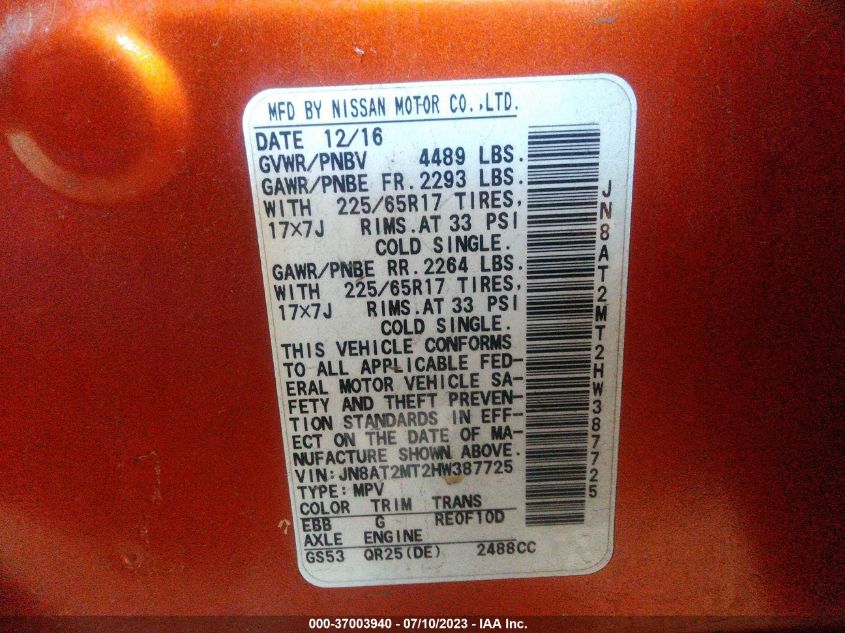 MFD BY NISSAN MOTOR CO.,LTD.
DATE 12/16
GVWR/PNBV 4489 LBS.
GAWR/PNBE FR. 2293 LBS.
WITH 225/65R17 TIRES,
17×7J RIMS. AT 33 PSI
COLD SINGLE.
GAWR/PNBE RR. 2264 LBS.
WITH 225/65R17 TIRES,
17×7J RIMS. AT 33 PSI
COLD SINGLE.
THIS VEHICLE CONFORMS
TO ALL APPLICABLE FED-
ERAL MOTOR VEHICLE SA-
FETY AND THEFT PREVEN-
TION STANDARDS IN EFF-
ECT ON THE DATE OF MA-
NUFACTURE SHOWN ABOVE.
VIN: JN8AT2MT2HW387725
TYPE: MPV
COLOR TRIM TRANS
EBB G RE0F10D
AXLE ENGINE
GS53 QR25(DE) 2488CC
JN8AT2MT2HW387725
000-37003940 - 07/10/2023 - IAA Inc.